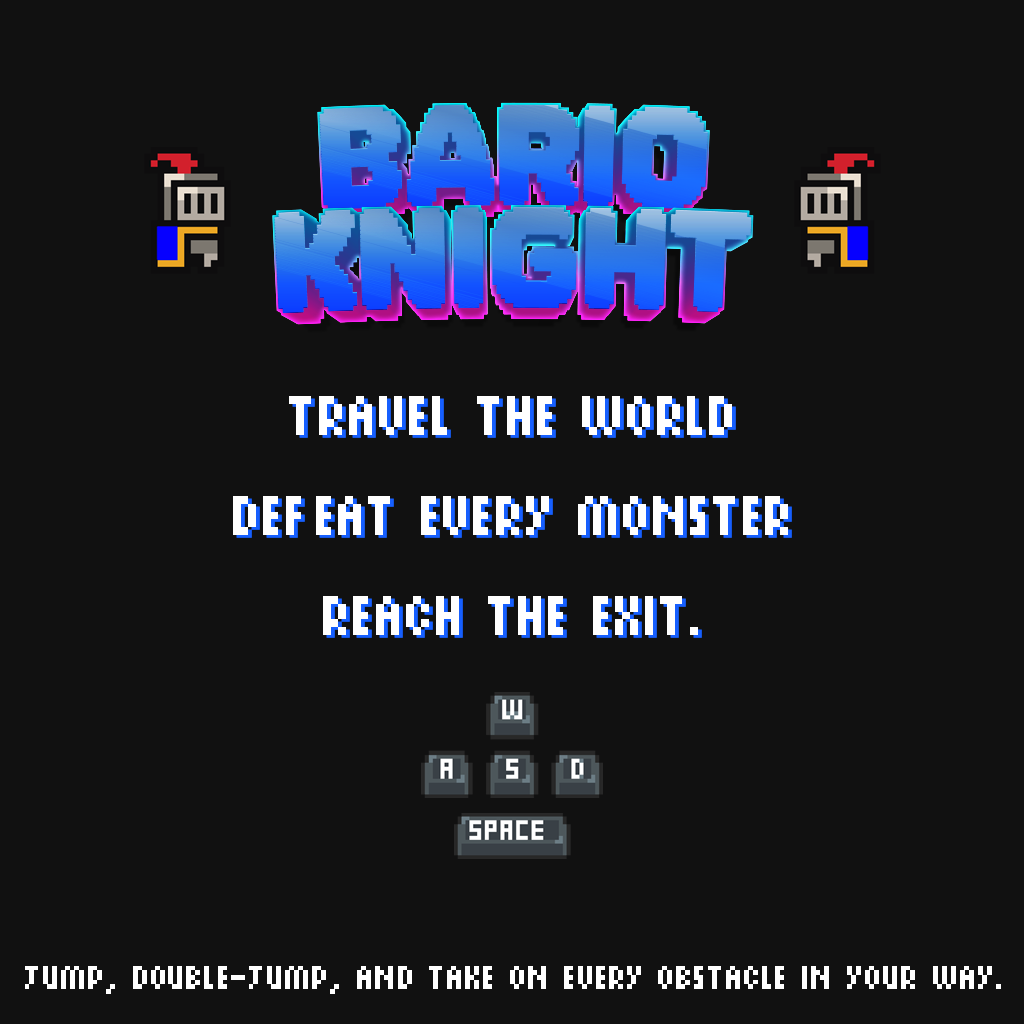 BARIO
KNIGHT
TRAVEL THE WORLD
DEFEAT EVERY MONSTER
REACH THE EXIT.
W
A S D
SPACE
JUMP, DOUBLE-JUMP, AND TAKE ON EVERY OBSTACLE IN YOUR WAY.